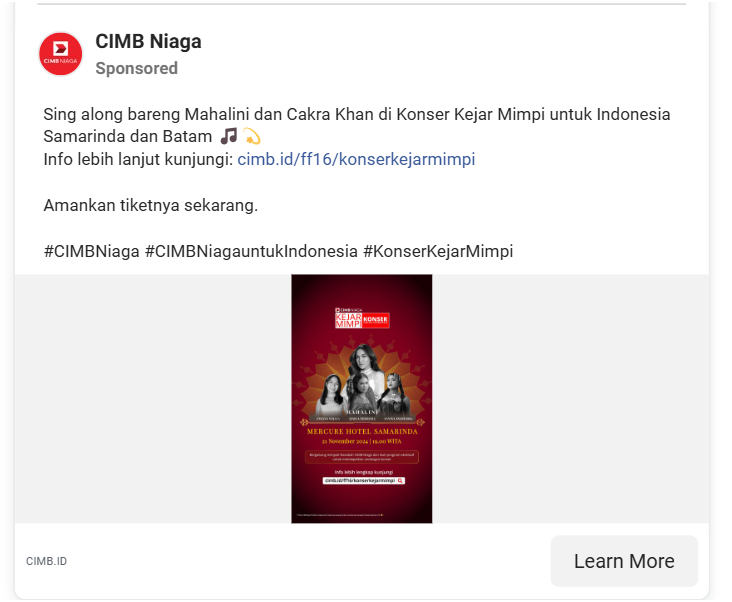 CIMB NIAGA
CIMB Niaga
Sponsored
Sing along bareng Mahalini dan Cakra Khan di Konser Kejar Mimpi untuk Indonesia
Samarinda dan Batam 🎵 💫
Info lebih lanjut kunjungi: cimb.id/ff16/konserkejarmimpi
Amankan tiketnya sekarang.
#CIMBNiaga #CIMBNiagauntukIndonesia #KonserKejarMimpi
CIMB NIAGA
KEJAR MIMPI KONSER
MAHALINI
MERCURE HOTEL SAMARINDA
21 November 2024 | 19.00 WITA
Info lebih lengkap kunjungi
cimb.id/ff16/konserkejarmimpi
CIMB.ID
Learn More